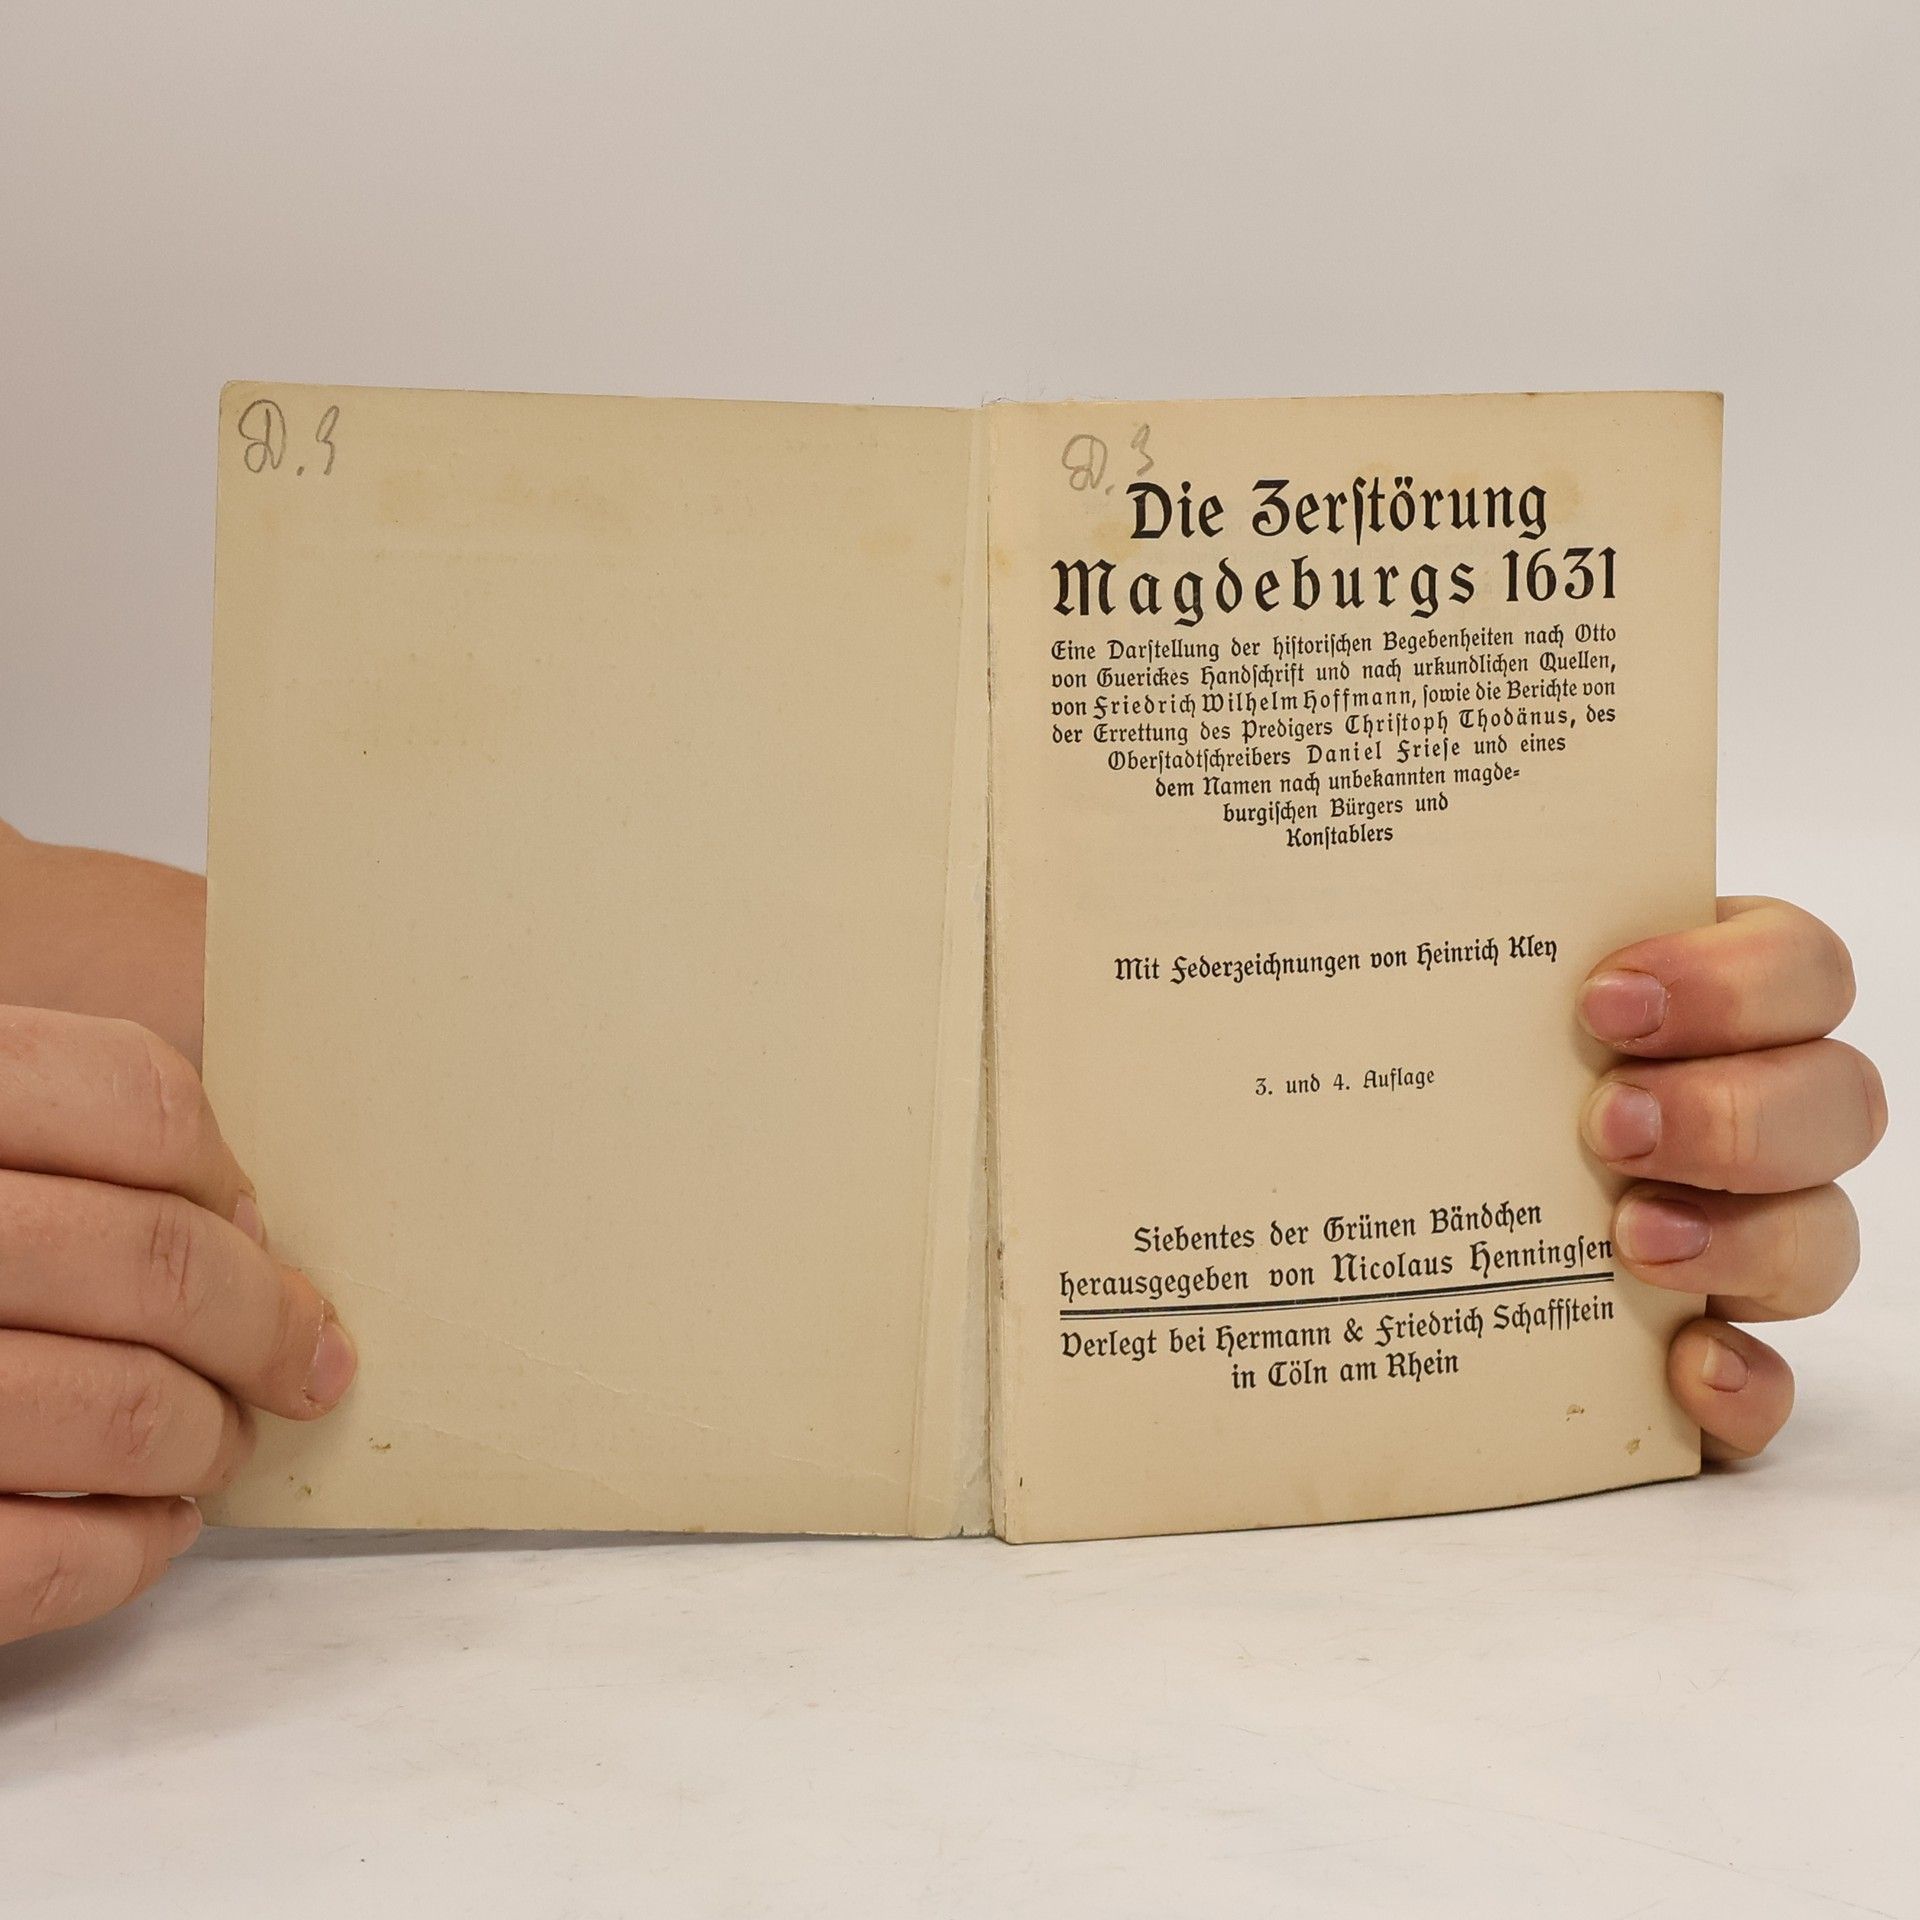 D. 3
D. 3
Die Zerſtörung
Magdeburgs 1631
Eine Darſtellung der hiſtoriſchen Begebenheiten nach Otto
von Guerickes Handſchrift und nach urkundlichen Quellen,
von Friedrich Wilhelm Hoffmann, ſowie die Berichte von
der Errettung des Predigers Chriſtoph Thodänus, des
Oberſtadtſchreibers Daniel Frieſe und eines
dem Namen nach unbekannten magde⸗
burgiſchen Bürgers und
Konſtablers
Mit Federzeichnungen von Heinrich Kley
3. und 4. Auflage
Siebentes der Grünen Bändchen
herausgegeben von Nicolaus Henningſen
Verlegt bei Hermann & Friedrich Schaffſtein
in Cöln am Rhein